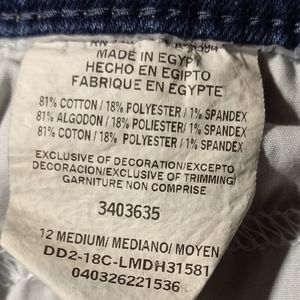 RN
MADE IN EGYPT
HECHO EN EGIPTO
FABRIQUE EN EGYPTE
81% COTTON / 18% POLYESTER / 1% SPANDEX
81% ALGODON / 18% POLIESTER / 1% SPANDEX
81% COTON / 18% POLYESTER / 1% SPANDEX
EXCLUSIVE OF DECORATION/EXCEPTO
DECORACION/EXCLUSIVE OF TRIMMING/
GARNITURE NON COMPRISE
3403635
12 MEDIUM / MEDIANO / MOYEN
DD2-18C-LMDH31581
040326221536